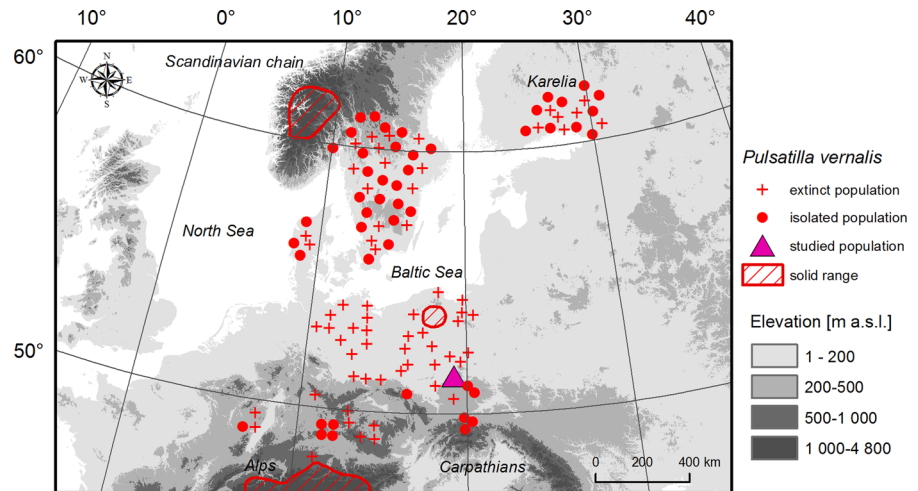 10° 0° 10° 20° 30° 40°
60°
50°
N
W E
S
Scandinavian chain
Karelia
North Sea
Baltic Sea
Alps
Carpathians
0 200 400 km
Pulsatilla vernalis
extinct population
isolated population
studied population
solid range
Elevation [m a.s.l.]
1 - 200
200-500
500-1 000
1 000-4 800